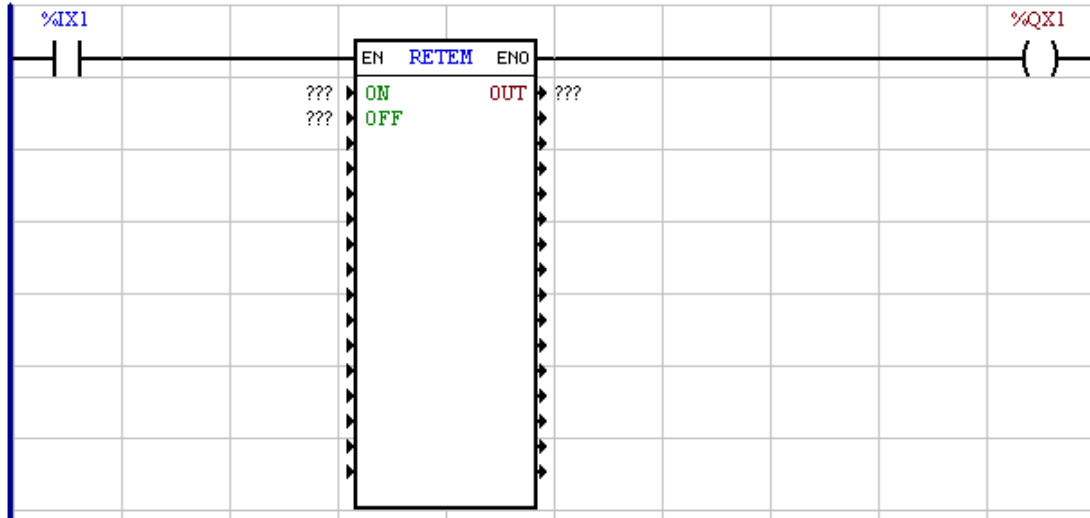 %IX1 %QX1
EN RETEM ENO
??? ON OUT ???
??? OFF